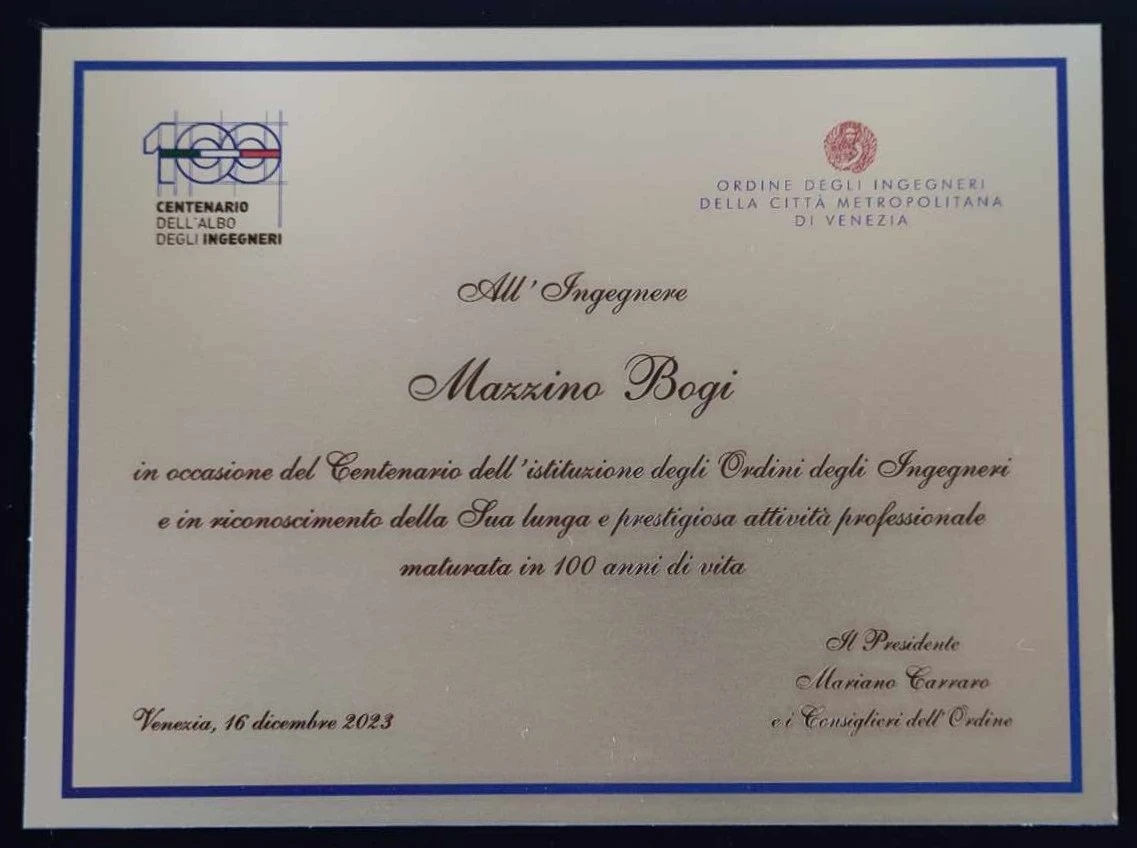 100
CENTENARIO
DELL'ALBO
DEGLI INGEGNERI
ORDINE DEGLI INGEGNERI
DELLA CITTÀ METROPOLITANA
DI VENEZIA
All'Ingegnere
Mazzino Bogi
in occasione del Centenario dell'istituzione degli Ordini degli Ingegneri
e in riconoscimento della Sua lunga e prestigiosa attività professionale
maturata in 100 anni di vita
Il Presidente
Mariano Carraro
e i Consiglieri dell'Ordine
Venezia, 16 dicembre 2023